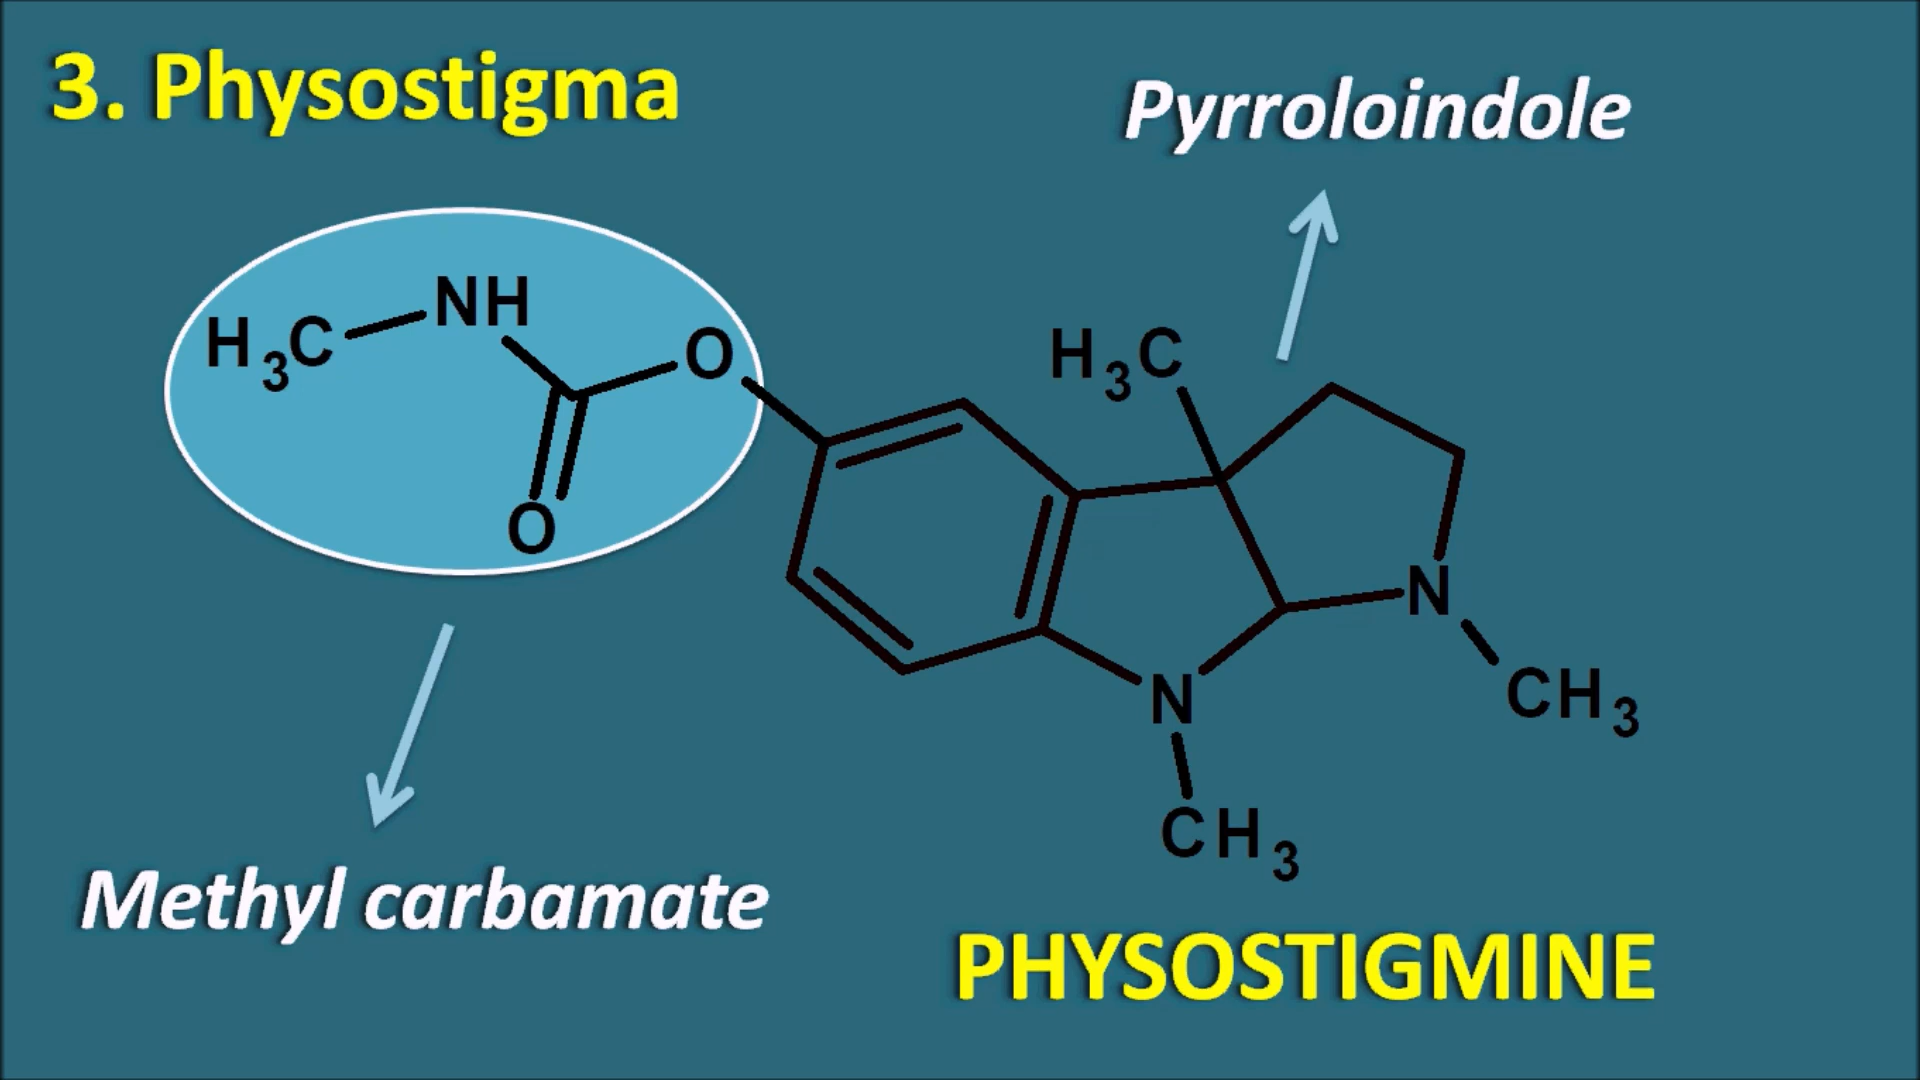 3. Physostigma
Pyrroloindole
NH
H3C
O
H3C
O
N
CH3
N
CH3
Methyl carbamate
PHYSOSTIGMINE